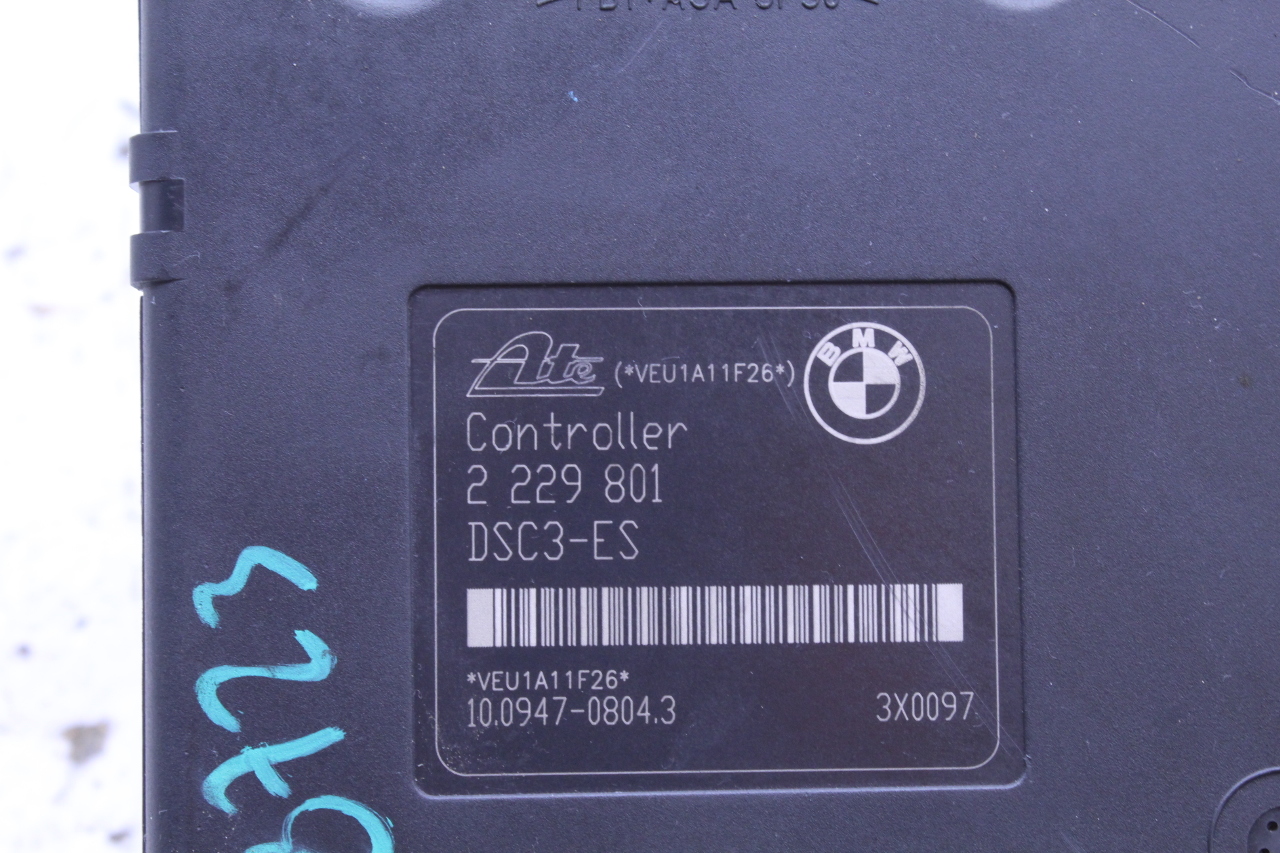 Ate (*VEU1A11F26*) BMW
Controller
2 229 801
DSC3-ES
*VEU1A11F26*
10.0947-0804.3 3X0097